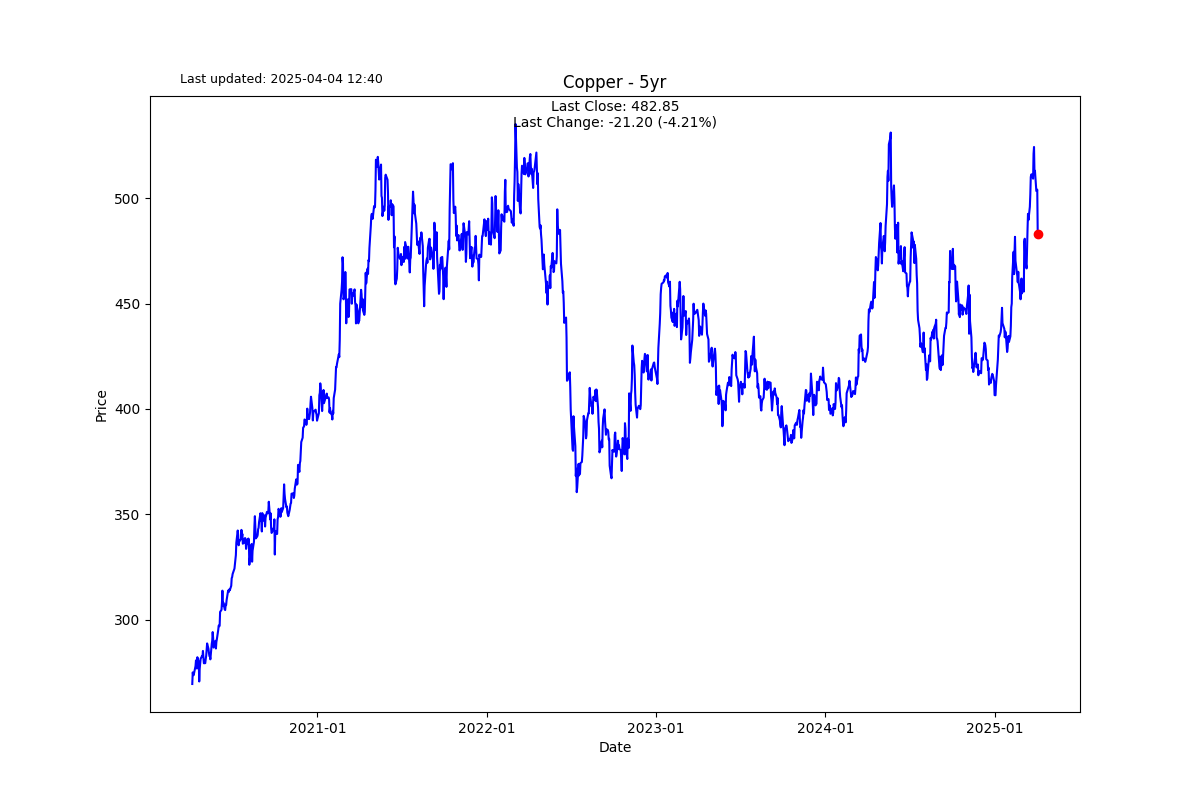 Last updated: 2025-04-04 12:40
Copper - 5yr
Last Close: 482.85
Last Change: -21.20 (-4.21%)
500
450
400
350
300
Price
2021-01 2022-01 2023-01 2024-01 2025-01
Date